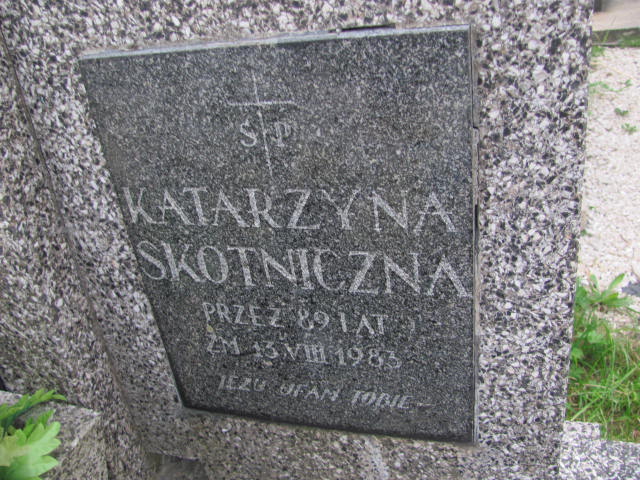 Ś P
KATARZYNA
SKOTNICZNA
PRZEŻ 89 LAT
ZM 13 VIII 1983
JEZU UFAM TOBIE